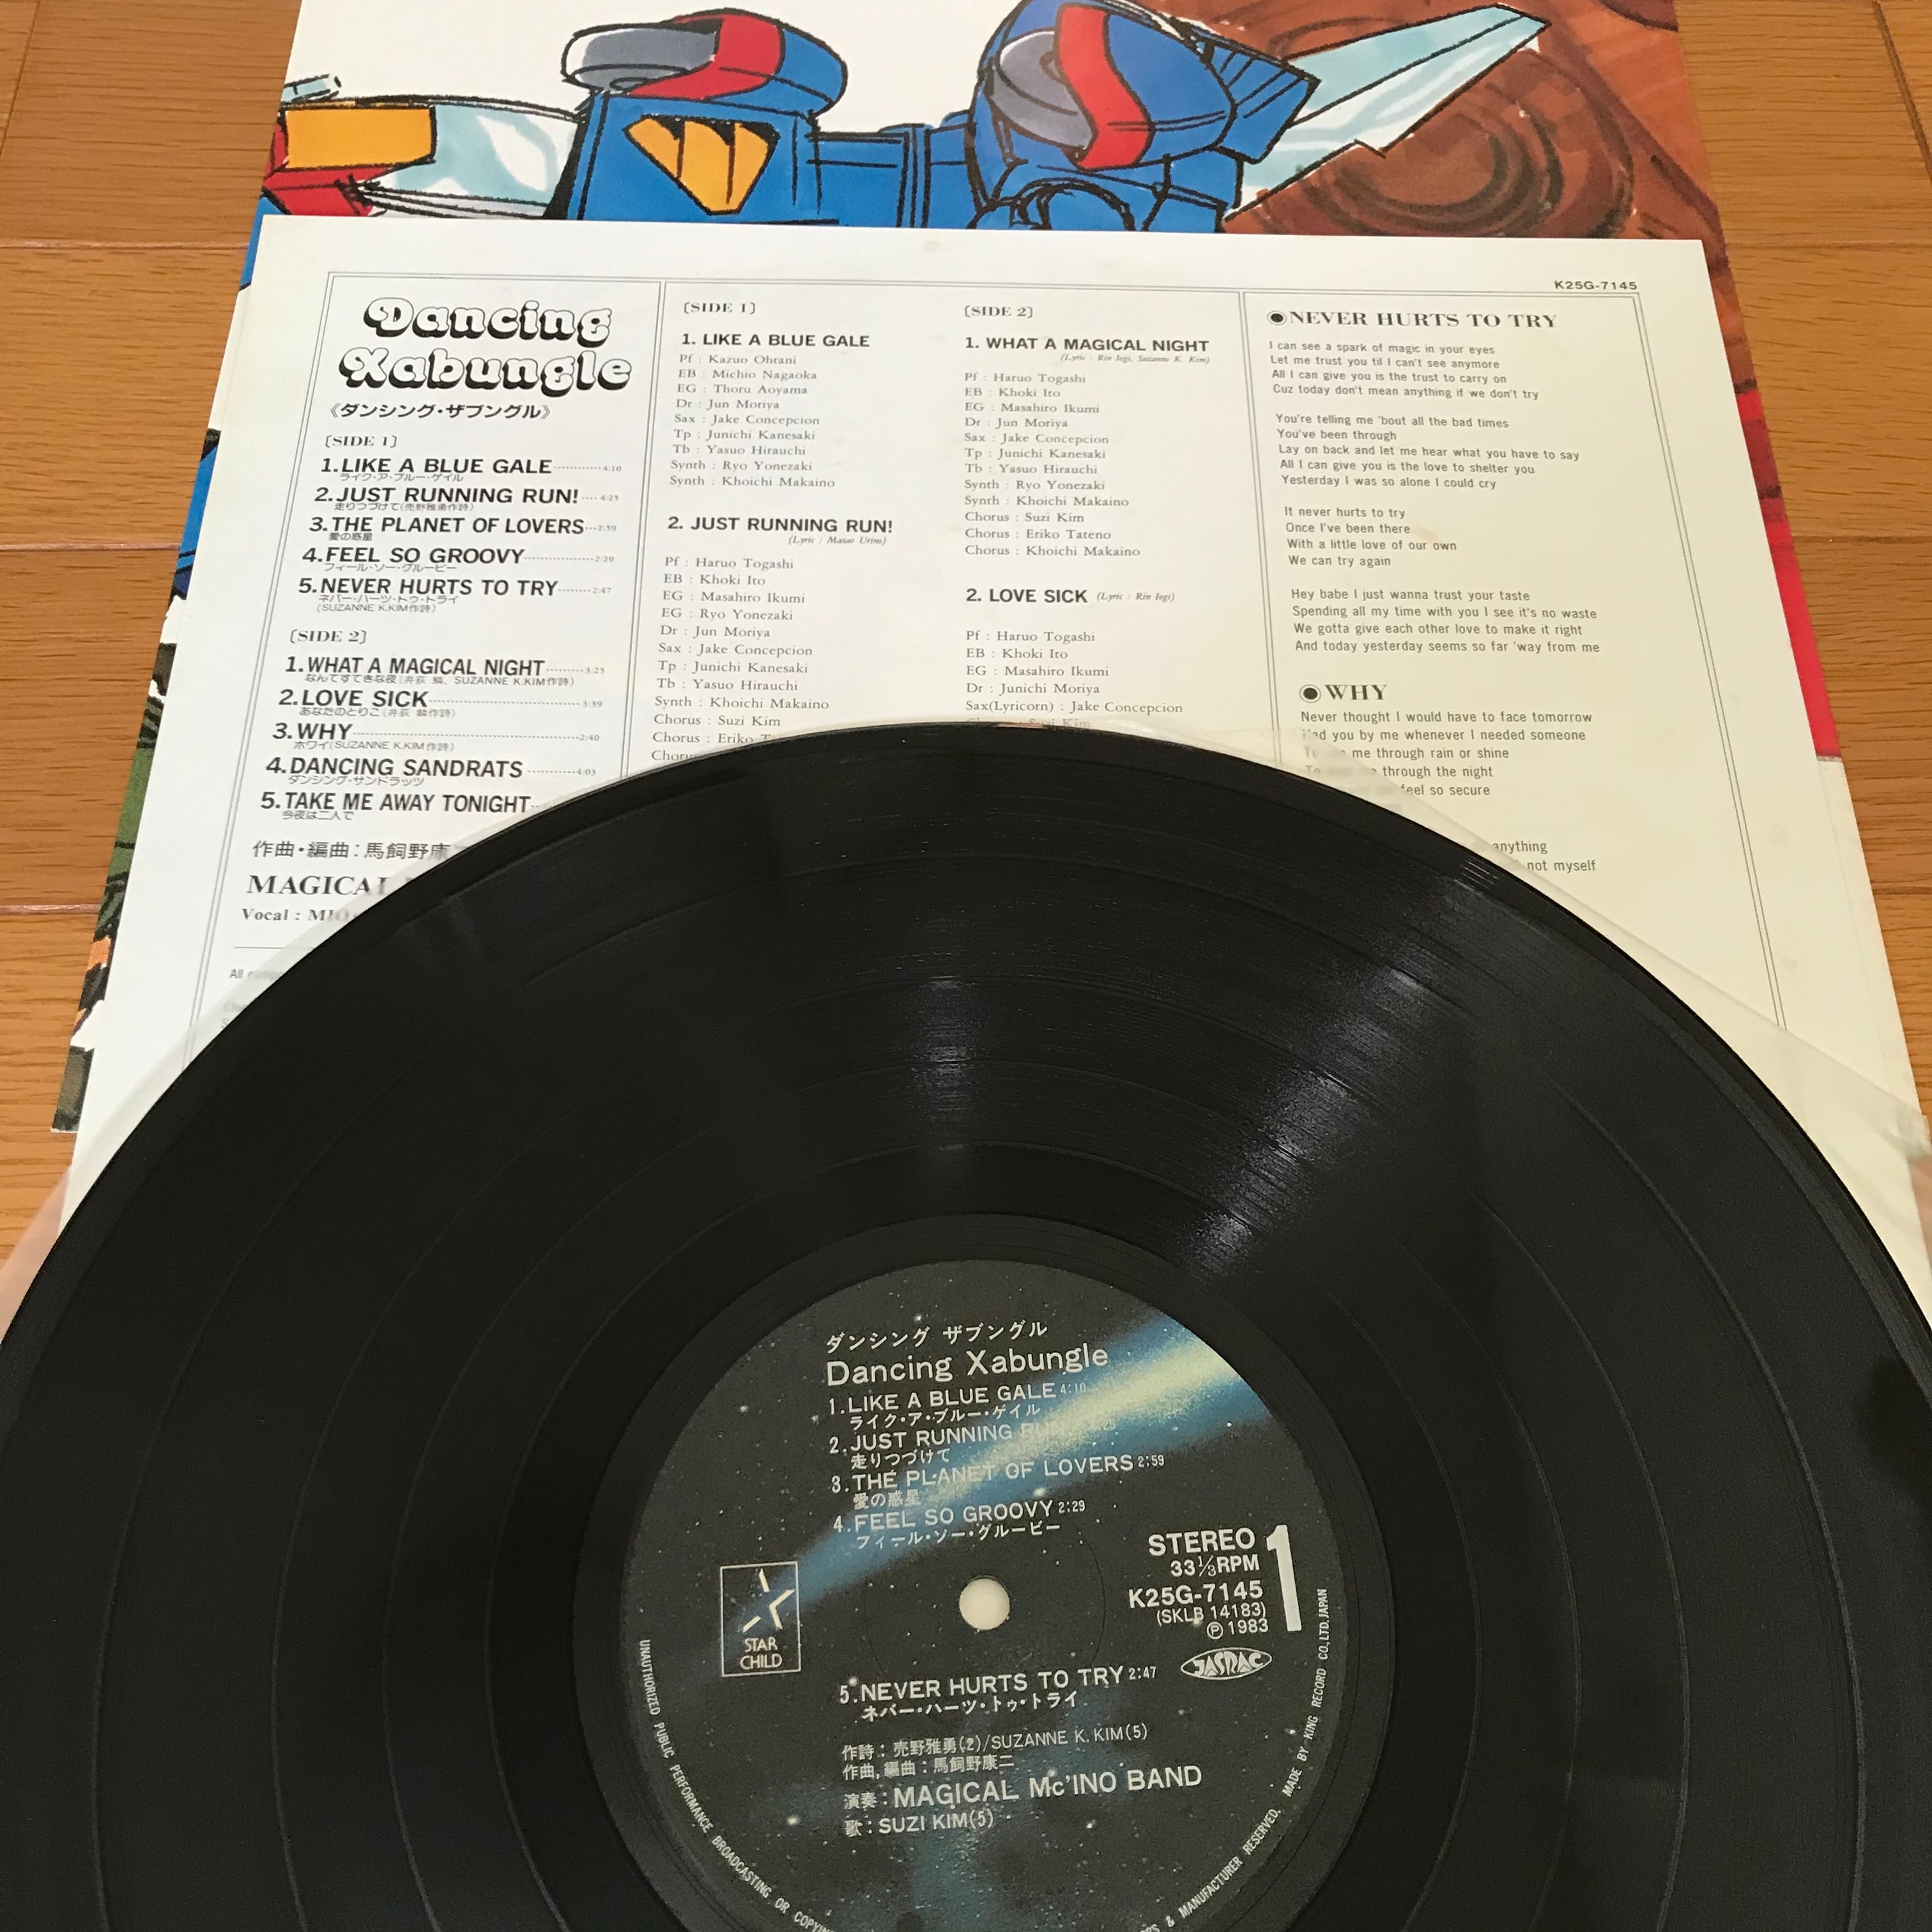 K25G-7145
Dancing
Xabungle
《ダンシング・ザブングル》
〔SIDE 1〕
1.LIKE A BLUE GALE 4:10
ライク・ア・ブルー・ゲイル
2.JUST RUNNING RUN! 4:25
走りつづけて(売野雅勇作詩)
3.THE PLANET OF LOVERS 2:59
愛の惑星
4.FEEL SO GROOVY 2:29
フィール・ソー・グルービー
5.NEVER HURTS TO TRY 2:47
ネバー・ハーツ・トゥ・トライ
(SUZANNE K.KIM作詩)
〔SIDE 2〕
1.WHAT A MAGICAL NIGHT 3:25
なんてすてきな夜(井荻 麟、SUZANNE K.KIM作詩)
2.LOVE SICK 3:39
あなたのとりこ(井荻 麟作詩)
3.WHY 2:40
ホワイ(SUZANNE K.KIM作詩)
4.DANCING SANDRATS 4:03
ダンシング・サンドラッツ
5.TAKE ME AWAY TONIGHT
今夜は二人で
作曲・編曲:馬飼野康
MAGICAL
Vocal : MIO
All
〔SIDE 1〕
1. LIKE A BLUE GALE
Pf : Kazuo Ohtani
EB : Michio Nagaoka
EG : Thoru Aoyama
Dr : Jun Moriya
Sax : Jake Concepcion
Tp : Junichi Kanesaki
Tb : Yasuo Hirauchi
Synth : Ryo Yonezaki
Synth : Khoichi Makaino
2. JUST RUNNING RUN!
(Lyric : Masao Urino)
Pf : Haruo Togashi
EB : Khoki Ito
EG : Masahiro Ikumi
EG : Ryo Yonezaki
Dr : Jun Moriya
Sax : Jake Concepcion
Tp : Junichi Kanesaki
Tb : Yasuo Hirauchi
Synth : Khoichi Makaino
Chorus : Suzi Kim
Chorus : Eriko
〔SIDE 2〕
1. WHAT A MAGICAL NIGHT
(Lyric : Rin Iogi, Suzanne K. Kim)
Pf : Haruo Togashi
EB : Khoki Ito
EG : Masahiro Ikumi
Dr : Jun Moriya
Sax : Jake Concepcion
Tp : Junichi Kanesaki
Tb : Yasuo Hirauchi
Synth : Ryo Yonezaki
Synth : Khoichi Makaino
Chorus : Suzi Kim
Chorus : Eriko Tateno
Chorus : Khoichi Makaino
2. LOVE SICK (Lyric : Rin Iogi)
Pf : Haruo Togashi
EB : Khoki Ito
EG : Masahiro Ikumi
Dr : Junichi Moriya
Sax(Lyricorn) : Jake Concepcion
Suzi Kim
◉NEVER HURTS TO TRY
I can see a spark of magic in your eyes
Let me trust you til I can't see anymore
All I can give you is the trust to carry on
Cuz today don't mean anything if we don't try
You're telling me 'bout all the bad times
You've been through
Lay on back and let me hear what you have to say
All I can give you is the love to shelter you
Yesterday I was so alone I could cry
It never hurts to try
Once I've been there
With a little love of our own
We can try again
Hey babe I just wanna trust your taste
Spending all my time with you I see it's no waste
We gotta give each other love to make it right
And today yesterday seems so far 'way from me
◉WHY
Never thought I would have to face tomorrow
Had you by me whenever I needed someone
me through rain or shine
through the night
feel so secure
anything
not myself
ダンシング ザブングル
Dancing Xabungle
1.LIKE A BLUE GALE 4:10
ライク・ア・ブルー・ゲイル
2.JUST RUNNING
走りつづけて
3.THE PLANET OF LOVERS 2:59
愛の惑星
4.FEEL SO GROOVY 2:29
フィール・ソー・グルービー
STAR
CHILD
STEREO
33⅓RPM
K25G-7145
(SKLB 14183)
Ⓟ1983
1
JASRAC
5.NEVER HURTS TO TRY 2:47
ネバー・ハーツ・トゥ・トライ
作詩:売野雅勇(2)/SUZANNE K. KIM(5)
作曲,編曲:馬飼野康二
演奏:MAGICAL Mc'INO BAND
歌:SUZI KIM(5)
UNAUTHORIZED PUBLIC PERFORMANCE BROADCASTING OR
& MANUFACTURER RESERVED. MADE BY KING RECORD CO.,LTD.JAPAN